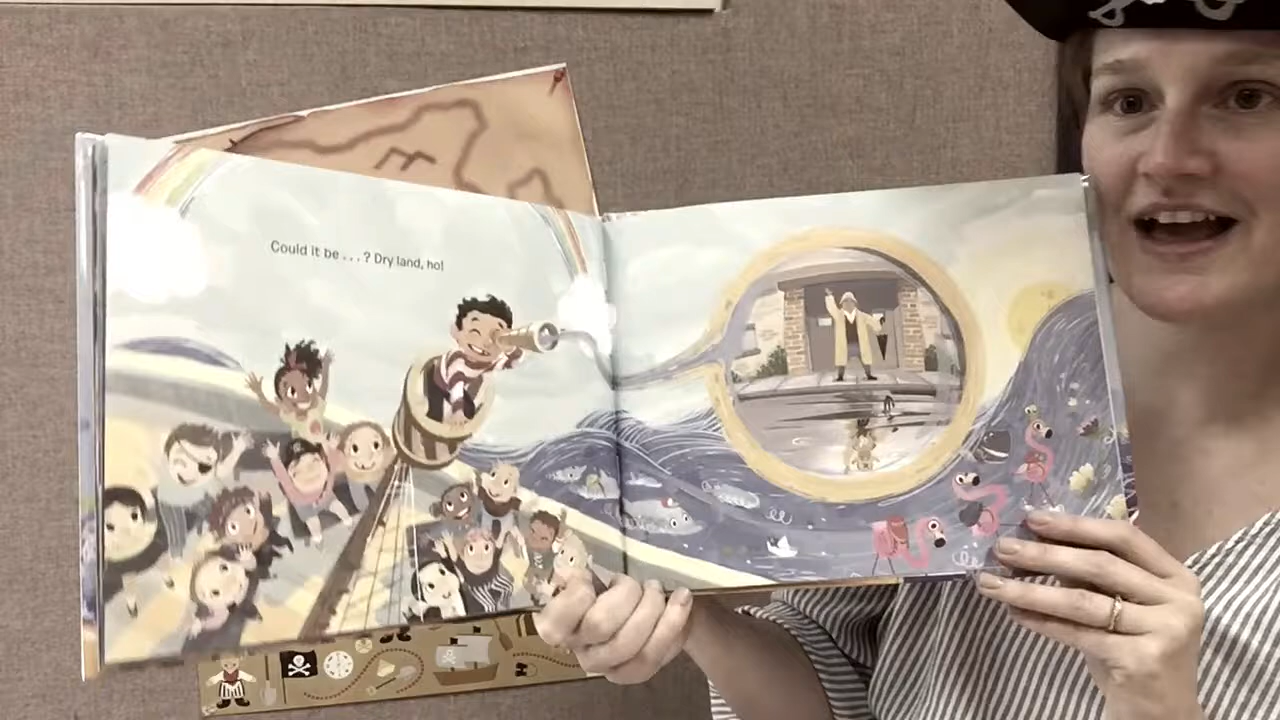 Could it be . . . ? Dry land, ho!